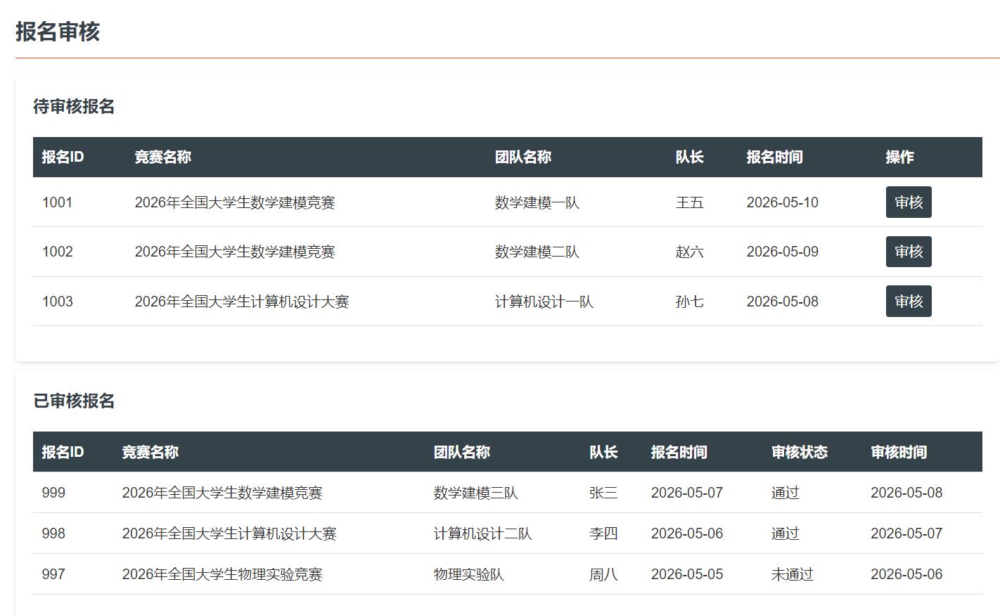 报名审核
待审核报名
报名ID 竞赛名称 团队名称 队长 报名时间 操作
1001 2026年全国大学生数学建模竞赛 数学建模一队 王五 2026-05-10 审核
1002 2026年全国大学生数学建模竞赛 数学建模二队 赵六 2026-05-09 审核
1003 2026年全国大学生计算机设计大赛 计算机设计一队 孙七 2026-05-08 审核
已审核报名
报名ID 竞赛名称 团队名称 队长 报名时间 审核状态 审核时间
999 2026年全国大学生数学建模竞赛 数学建模三队 张三 2026-05-07 通过 2026-05-08
998 2026年全国大学生计算机设计大赛 计算机设计二队 李四 2026-05-06 通过 2026-05-07
997 2026年全国大学生物理实验竞赛 物理实验队 周八 2026-05-05 未通过 2026-05-06